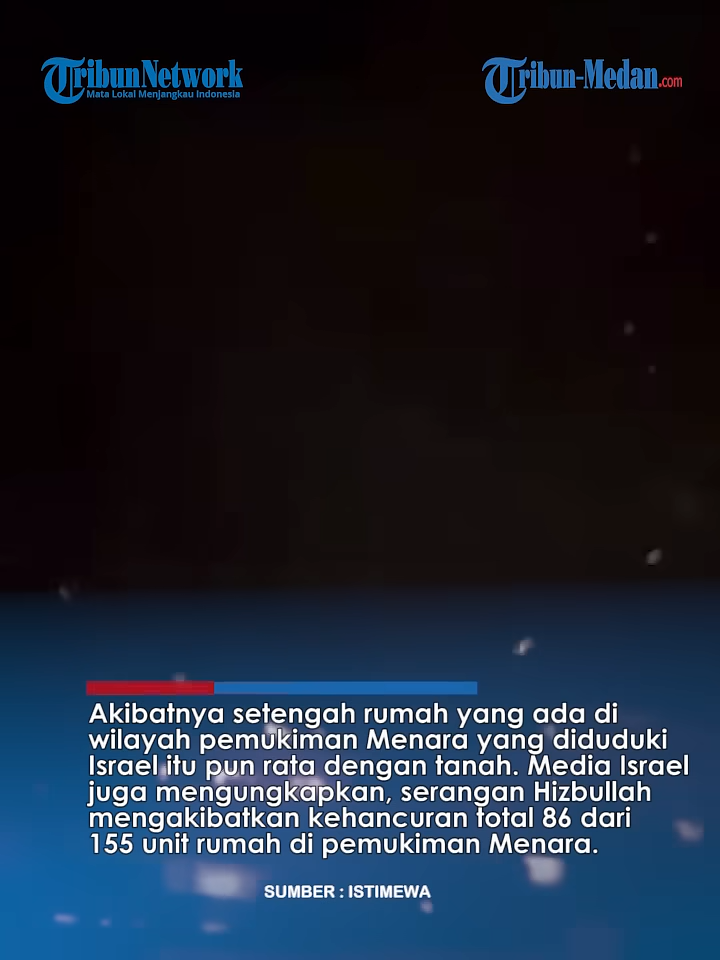 TribunNetwork
Mata Lokal Menjangkau Indonesia
Tribun-Medan.com
Akibatnya setengah rumah yang ada di
wilayah pemukiman Menara yang diduduki
Israel itu pun rata dengan tanah. Media Israel
juga mengungkapkan, serangan Hizbullah
mengakibatkan kehancuran total 86 dari
155 unit rumah di pemukiman Menara.
SUMBER : ISTIMEWA